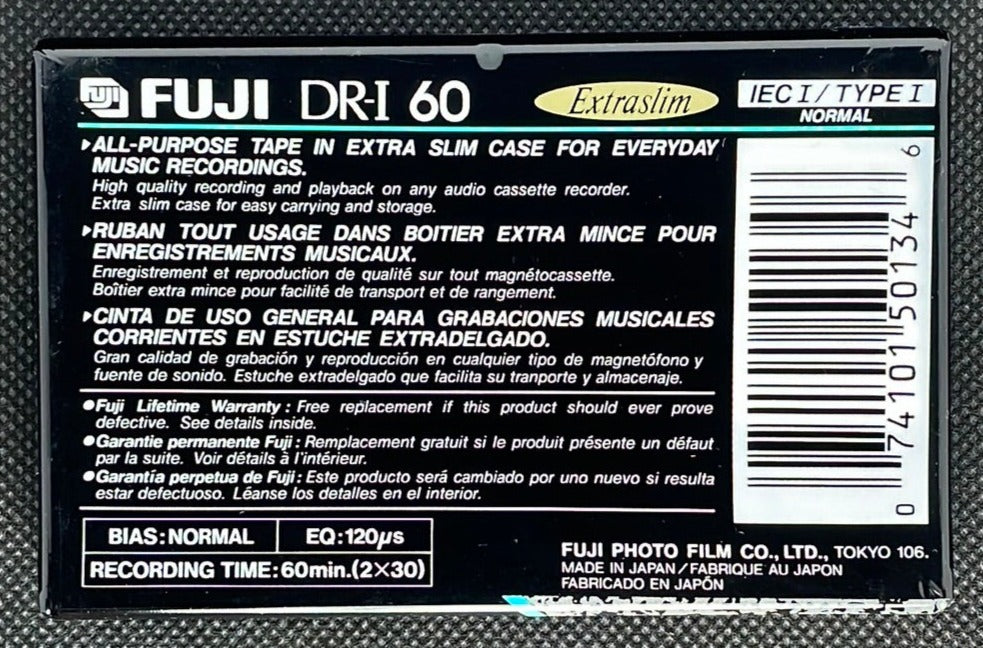 FUJI FUJI DR-I 60 Extraslim IEC I / TYPE I
NORMAL
▸ALL-PURPOSE TAPE IN EXTRA SLIM CASE FOR EVERYDAY
MUSIC RECORDINGS.
High quality recording and playback on any audio cassette recorder.
Extra slim case for easy carrying and storage.
▸RUBAN TOUT USAGE DANS BOITIER EXTRA MINCE POUR
ENREGISTREMENTS MUSICAUX.
Enregistrement et reproduction de qualité sur tout magnétocassette.
Boîtier extra mince pour facilité de transport et de rangement.
▸CINTA DE USO GENERAL PARA GRABACIONES MUSICALES
CORRIENTES EN ESTUCHE EXTRADELGADO.
Gran calidad de grabación y reproducción en cualquier tipo de magnetófono y
fuente de sonido. Estuche extradelgado que facilita su tranporte y almacenaje.
●Fuji Lifetime Warranty : Free replacement if this product should ever prove
defective. See details inside.
●Garantie permanente Fuji : Remplacement gratuit si le produit présente un défaut
par la suite. Voir détails à l'intérieur.
●Garantía perpetua de Fuji : Este producto será cambiado por uno nuevo si resulta
estar defectuoso. Léanse los detalles en el interior.
BIAS:NORMAL EQ:120μs
RECORDING TIME:60min.(2×30)
FUJI PHOTO FILM CO., LTD., TOKYO 106.
MADE IN JAPAN/FABRIQUE AU JAPON
FABRICADO EN JAPÓN
0 74101 50134 6